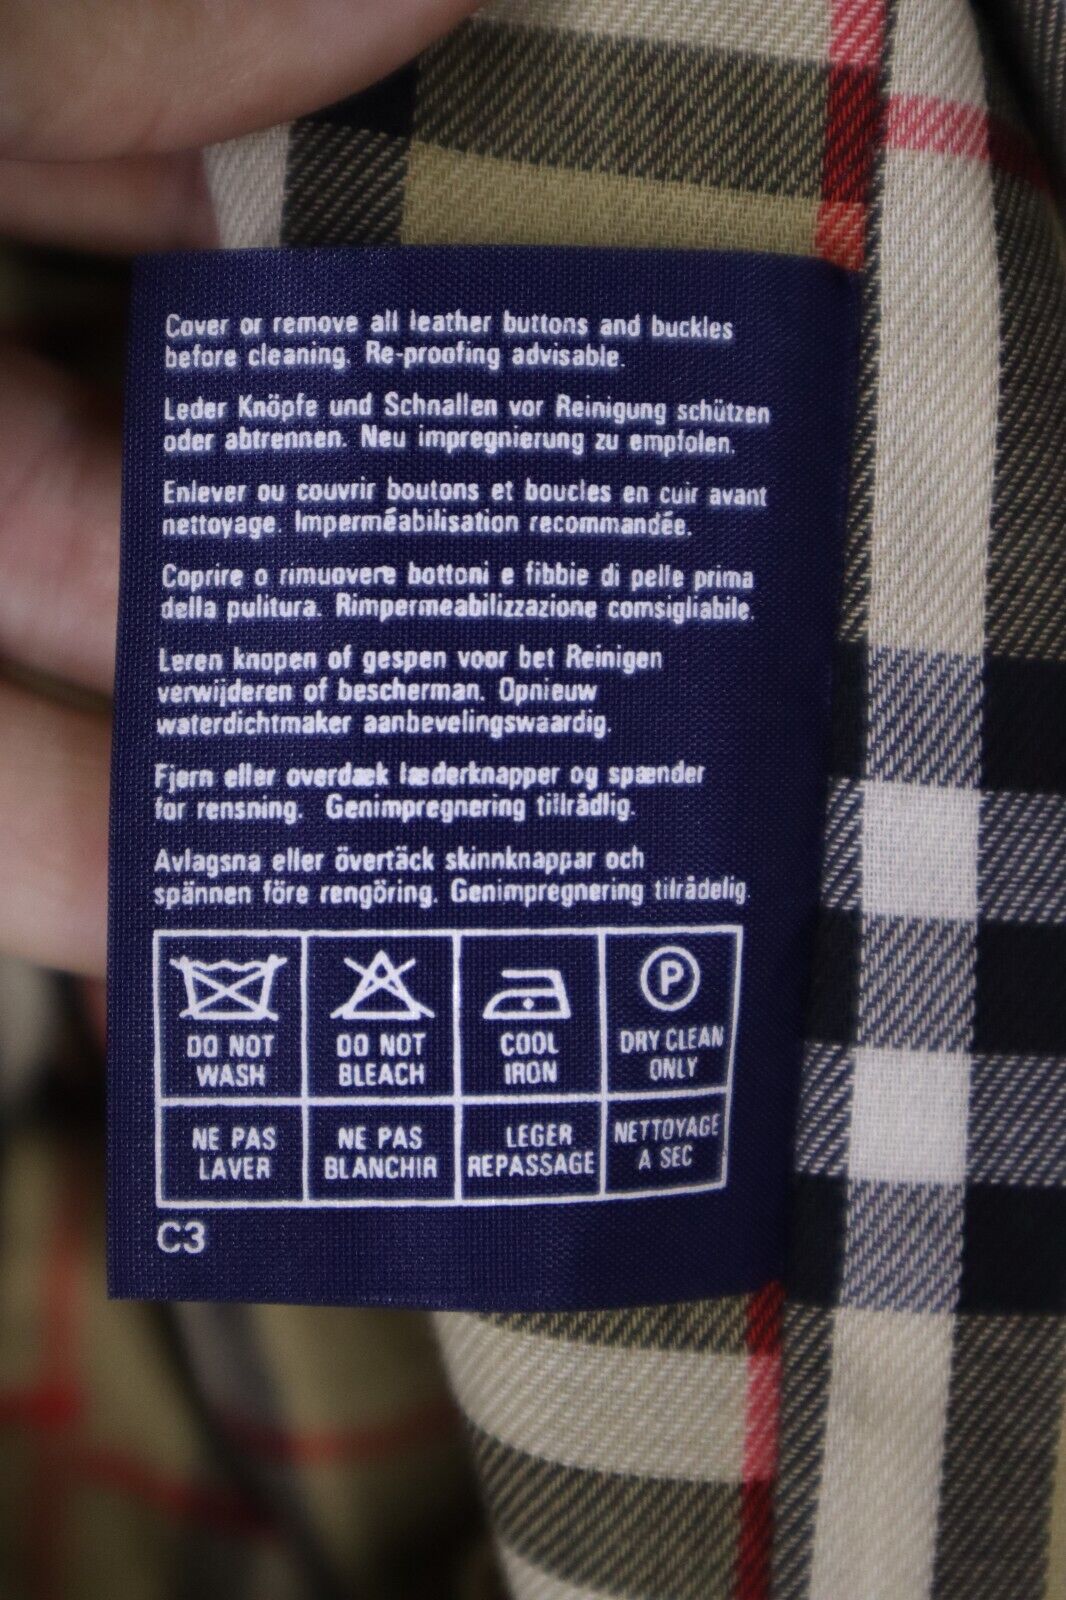 Cover or remove all leather buttons and buckles
before cleaning. Re-proofing advisable.
Leder Knöpfe und Schnallen vor Reinigung schützen
oder abtrennen. Neu impregnierung zu empfolen.
Enlever ou couvrir boutons et boucles en cuir avant
nettoyage. Imperméabilisation recommandée.
Coprire o rimuovere bottoni e fibbie di pelle prima
della pulitura. Rimpermeabilizzazione comsigliabile.
Leren knopen of gespen voor bet Reinigen
verwijderen of bescherman. Opnieuw
waterdichtmaker aanbevelingswaardig.
Fjern eller overdæk læderknapper og spænder
for rensning. Genimpregnering tillrådlig.
Avlagsna eller övertäck skinnknappar och
spännen före rengöring. Genimpregnering tilrådelig
P
DO NOT
WASH
DO NOT
BLEACH
COOL
IRON
DRY CLEAN
ONLY
NE PAS
LAVER
NE PAS
BLANCHIR
LEGER
REPASSAGE
NETTOYAGE
A SEC
C3